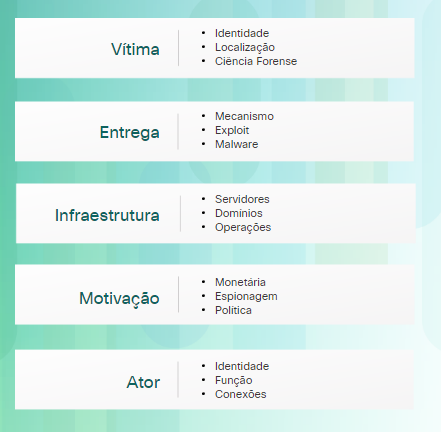 Vítima
• Identidade
• Localização
• Ciência Forense
Entrega
• Mecanismo
• Exploit
• Malware
Infraestrutura
• Servidores
• Domínios
• Operações
Motivação
• Monetária
• Espionagem
• Política
Ator
• Identidade
• Função
• Conexões